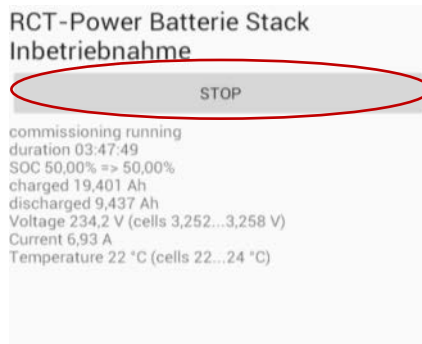 RCT-Power Batterie Stack
Inbetriebnahme
STOP
commissioning running
duration 03:47:49
SOC 50,00% => 50,00%
charged 19,401 Ah
discharged 9,437 Ah
Voltage 234,2 V (cells 3,252...3,258 V)
Current 6,93 A
Temperature 22 °C (cells 22...24 °C)